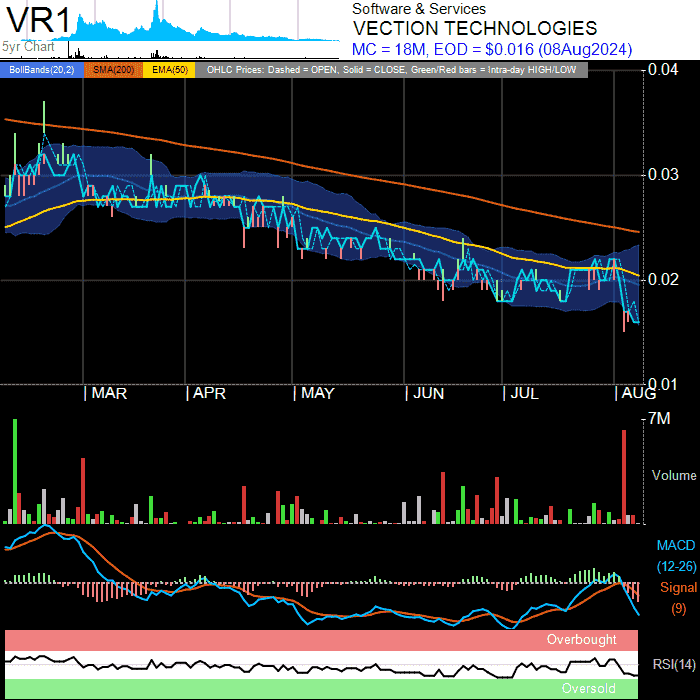 VR1
5yr Chart
Software & Services
VECTION TECHNOLOGIES
MC = 18M, EOD = $0.016 (08Aug2024)
BollBands(20,2) SMA(200) EMA(50) OHLC Prices: Dashed = OPEN, Solid = CLOSE, Green/Red bars = Intra-day HIGH/LOW
0.04
0.03
0.02
0.01
| MAR | APR | MAY | JUN | JUL | AUG
7M
Volume
MACD
(12-26)
Signal
(9)
Overbought
RSI(14)
Oversold